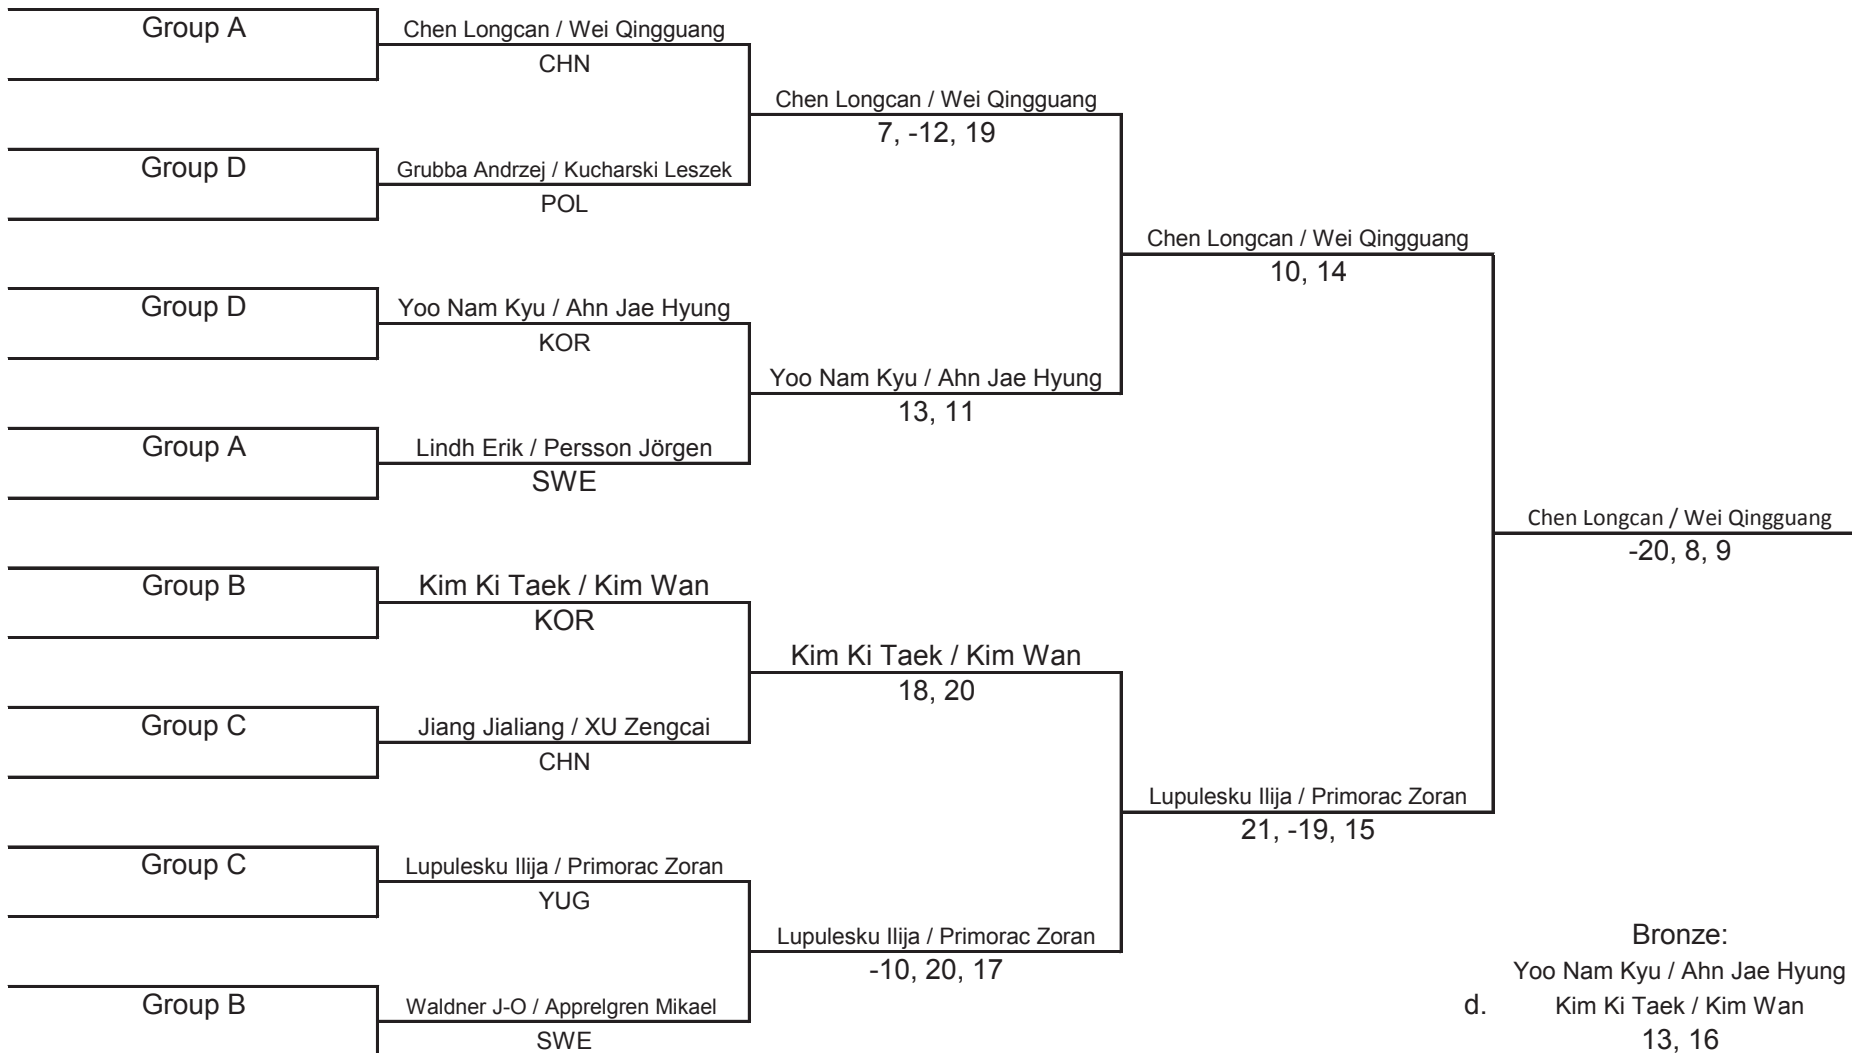 Group A
Chen Longcan / Wei Qingguang
CHN
Chen Longcan / Wei Qingguang
7, -12, 19
Group D
Grubba Andrzej / Kucharski Leszek
POL
Chen Longcan / Wei Qingguang
10, 14
Group D
Yoo Nam Kyu / Ahn Jae Hyung
KOR
Yoo Nam Kyu / Ahn Jae Hyung
13, 11
Group A
Lindh Erik / Persson Jörgen
SWE
Chen Longcan / Wei Qingguang
-20, 8, 9
Group B
Kim Ki Taek / Kim Wan
KOR
Kim Ki Taek / Kim Wan
18, 20
Group C
Jiang Jialiang / XU Zengcai
CHN
Lupulesku Ilija / Primorac Zoran
21, -19, 15
Group C
Lupulesku Ilija / Primorac Zoran
YUG
Lupulesku Ilija / Primorac Zoran
-10, 20, 17
Group B
Waldner J-O / Apprelgren Mikael
SWE
Bronze:
Yoo Nam Kyu / Ahn Jae Hyung
d. Kim Ki Taek / Kim Wan
13, 16